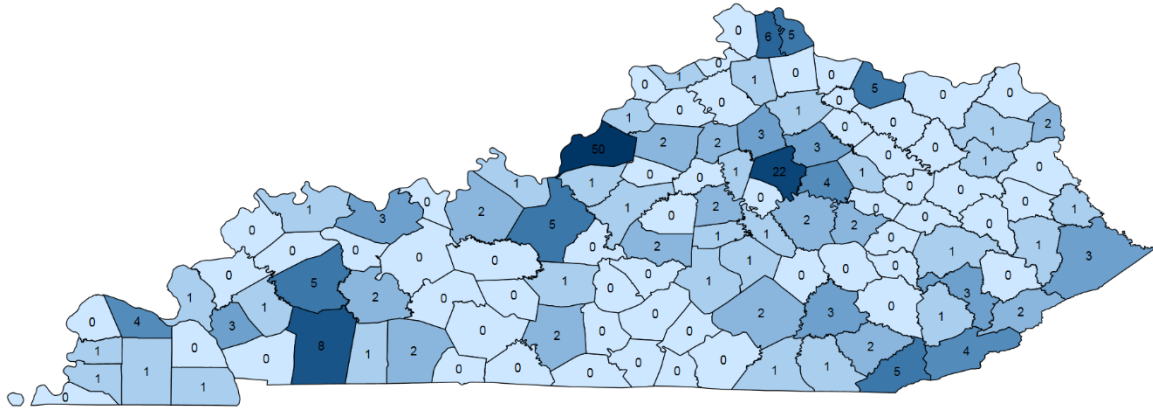 0 6 5
0
0 1 1 0 0 5 0 0
0 0 0 1 0
1 0 0 1 0 0 1 2
50 2 2 3 3 0 0
1 0 0 1 22 4 1 0 1 0
1 1 0 2 0 0 0 0 0 1
0 1 3 0 2 5 0 2 1 1 2 2 0 1 1 3
0 0 0 0 0 2 1 1 0 0 0 1 0
1 0 5 2 0 0 1 0 0 1 2 3 0 3 2
0 4 3 1 0 2 0 0 0 0 2 1 4
1 0 0 8 1 2 0 0 0 0 0 0 0 1 1 5
1 1 1
0